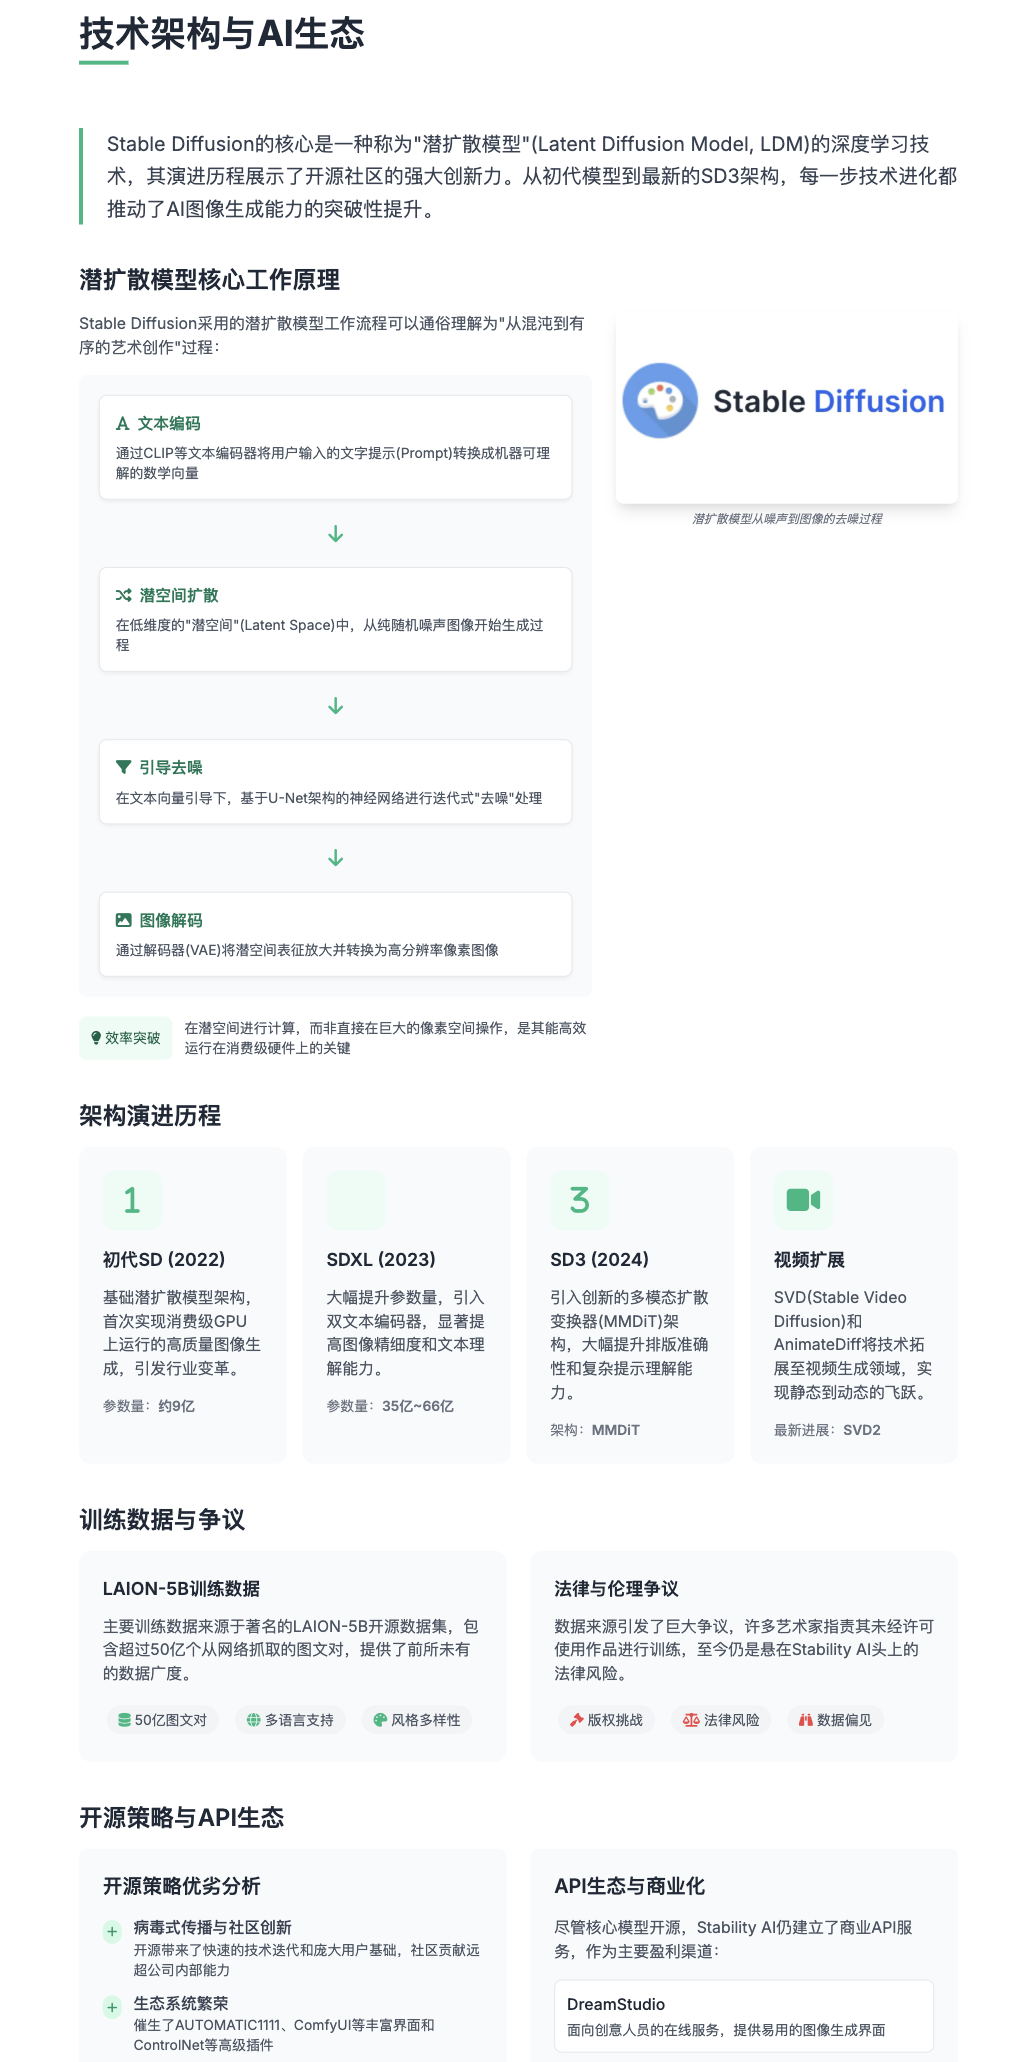 技术架构与AI生态
Stable Diffusion的核心是一种称为"潜扩散模型"(Latent Diffusion Model, LDM)的深度学习技
术，其演进历程展示了开源社区的强大创新力。从初代模型到最新的SD3架构，每一步技术进化都
推动了AI图像生成能力的突破性提升。
潜扩散模型核心工作原理
Stable Diffusion采用的潜扩散模型工作流程可以通俗理解为"从混沌到有
序的艺术创作"过程：
文本编码
通过CLIP等文本编码器将用户输入的文字提示(Prompt)转换成机器可理
解的数学向量
潜空间扩散
在低维度的"潜空间"(Latent Space)中，从纯随机噪声图像开始生成过
程
引导去噪
在文本向量引导下，基于U-Net架构的神经网络进行迭代式"去噪"处理
图像解码
通过解码器(VAE)将潜空间表征放大并转换为高分辨率像素图像
效率突破
在潜空间进行计算，而非直接在巨大的像素空间操作，是其能高效
运行在消费级硬件上的关键
Stable Diffusion
潜扩散模型从噪声到图像的去噪过程
架构演进历程
1
初代SD (2022)
基础潜扩散模型架构，
首次实现消费级GPU
上运行的高质量图像生
成，引发行业变革。
参数量：约9亿
SDXL (2023)
大幅提升参数量，引入
双文本编码器，显著提
高图像精细度和文本理
解能力。
参数量：35亿~66亿
3
SD3 (2024)
引入创新的多模态扩散
变换器(MMDiT)架
构，大幅提升排版准确
性和复杂提示理解能
力。
架构：MMDiT
视频扩展
SVD(Stable Video
Diffusion)和
AnimateDiff将技术拓
展至视频生成领域，实
现静态到动态的飞跃。
最新进展：SVD2
训练数据与争议
LAION-5B训练数据
主要训练数据来源于著名的LAION-5B开源数据集，包
含超过50亿个从网络抓取的图文对，提供了前所未有
的数据广度。
50亿图文对
多语言支持
风格多样性
法律与伦理争议
数据来源引发了巨大争议，许多艺术家指责其未经许可
使用作品进行训练，至今仍是悬在Stability AI头上的
法律风险。
版权挑战
法律风险
数据偏见
开源策略与API生态
开源策略优劣分析
病毒式传播与社区创新
开源带来了快速的技术迭代和庞大用户基础，社区贡献远
超公司内部能力
生态系统繁荣
催生了AUTOMATIC1111、ComfyUI等丰富界面和
ControlNet等高级插件
API生态与商业化
尽管核心模型开源，Stability AI仍建立了商业API服
务，作为主要盈利渠道：
DreamStudio
面向创意人员的在线服务，提供易用的图像生成界面